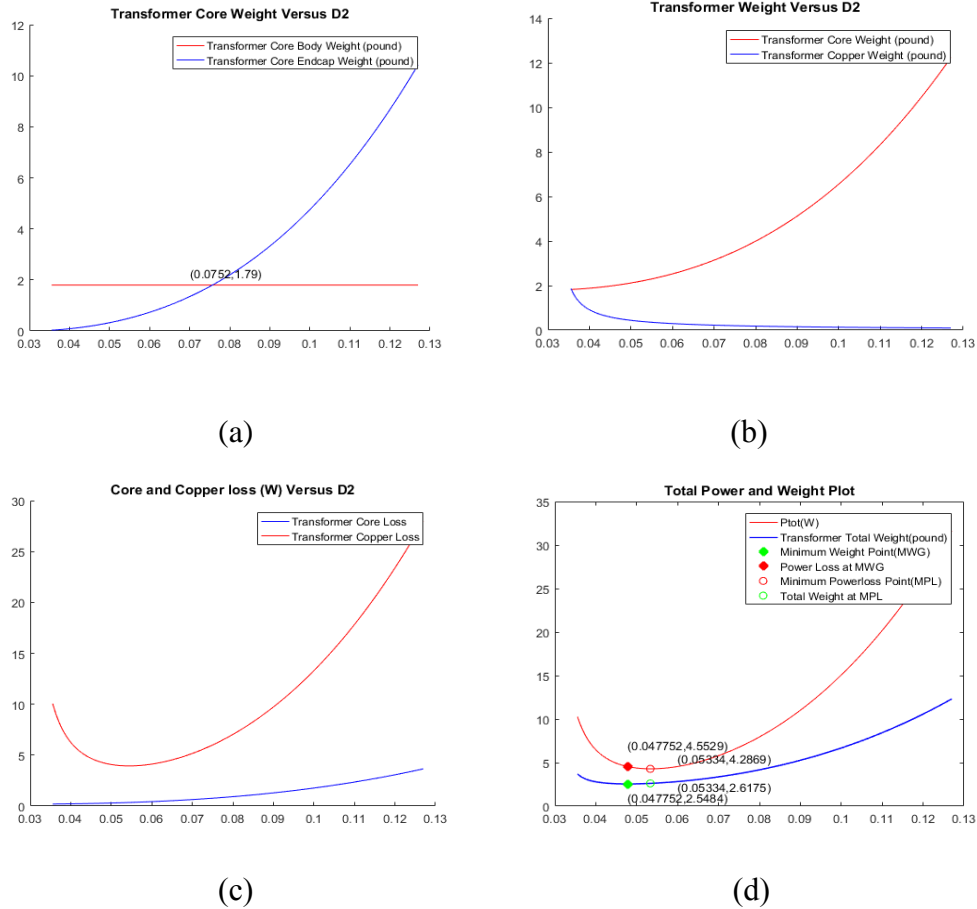 Transformer Core Weight Versus D2
12
10
8
6
4
2
0
Transformer Core Body Weight (pound)
Transformer Core Endcap Weight (pound)
(0.0752,1.79)
0.03 0.04 0.05 0.06 0.07 0.08 0.09 0.1 0.11 0.12 0.13
(a)
Transformer Weight Versus D2
14
12
10
8
6
4
2
0
Transformer Core Weight (pound)
Transformer Copper Weight (pound)
0.03 0.04 0.05 0.06 0.07 0.08 0.09 0.1 0.11 0.12 0.13
(b)
Core and Copper loss (W) Versus D2
30
25
20
15
10
5
0
Transformer Core Loss
Transformer Copper Loss
0.03 0.04 0.05 0.06 0.07 0.08 0.09 0.1 0.11 0.12 0.13
(c)
Total Power and Weight Plot
35
30
25
20
15
10
5
0
Ptot(W)
Transformer Total Weight(pound)
Minimum Weight Point(MWG)
Power Loss at MWG
Minimum Powerloss Point(MPL)
Total Weight at MPL
(0.047752,4.5529)
(0.05334,4.2869)
(0.05334,2.6175)
(0.047752,2.5484)
0.03 0.04 0.05 0.06 0.07 0.08 0.09 0.1 0.11 0.12 0.13
(d)